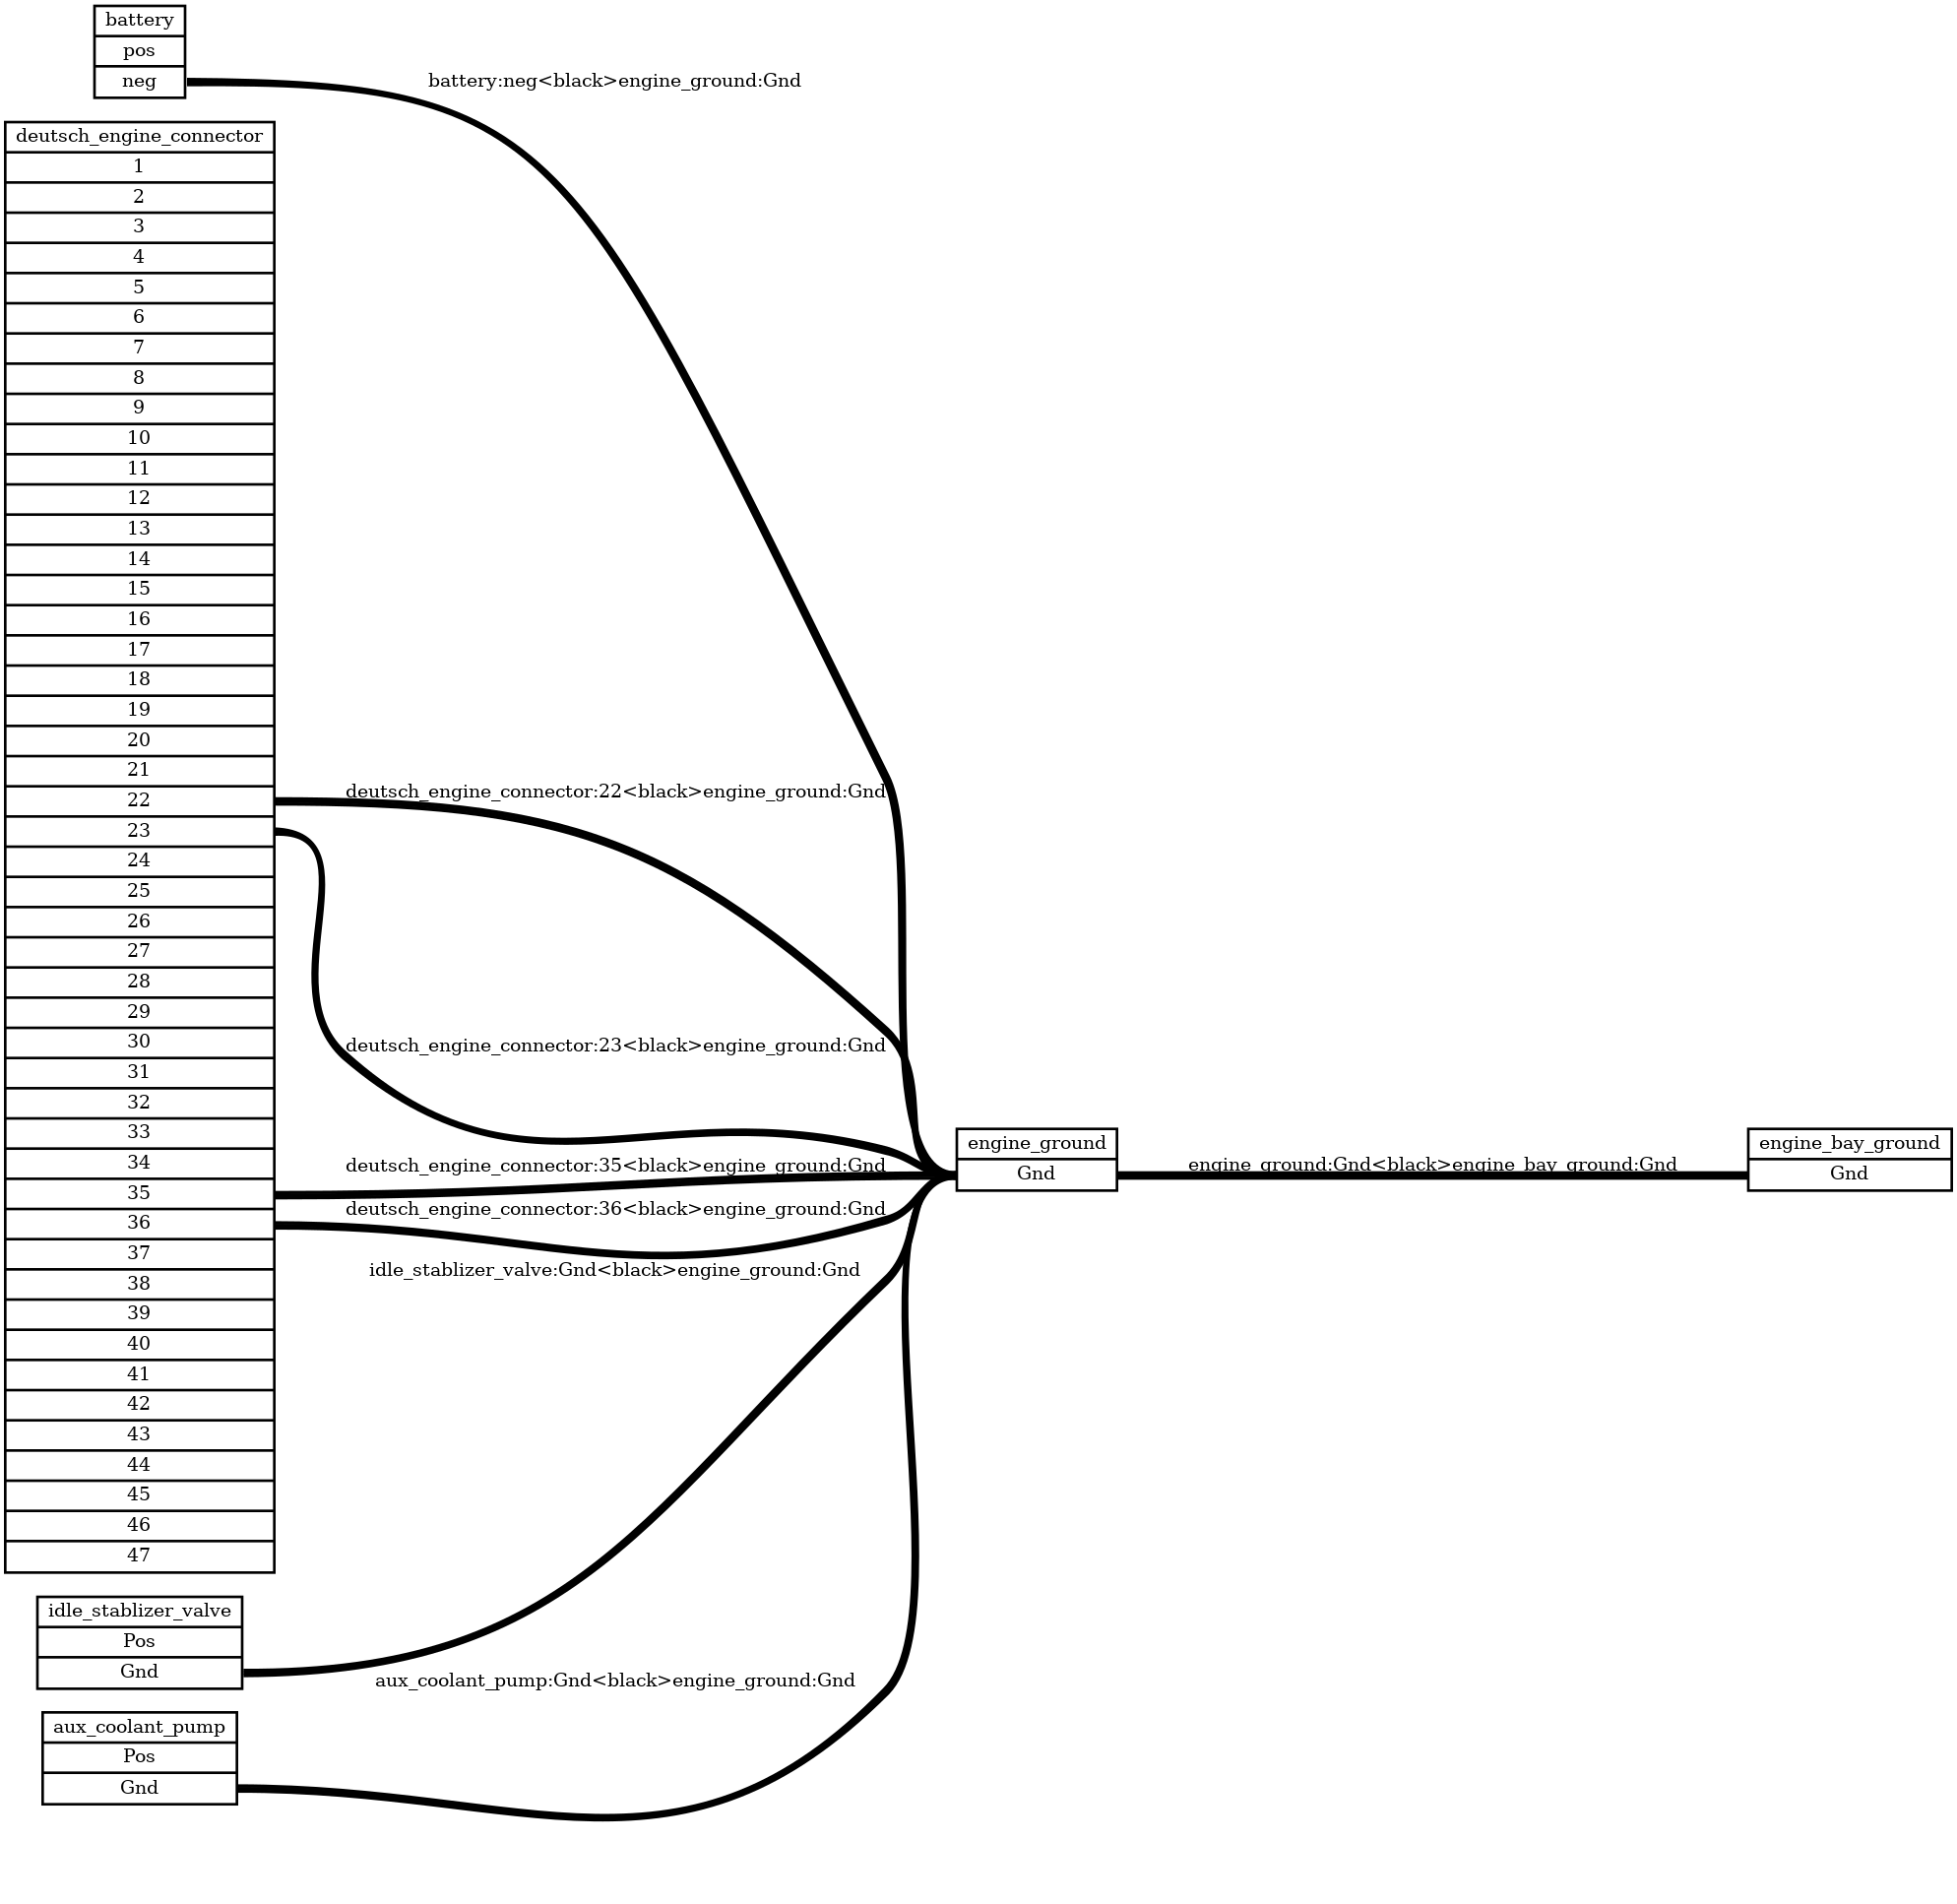 battery
pos
neg
battery:neg<black>engine_ground:Gnd
deutsch_engine_connector
1
2
3
4
5
6
7
8
9
10
11
12
13
14
15
16
17
18
19
20
21
22
deutsch_engine_connector:22<black>engine_ground:Gnd
23
24
25
26
27
28
29
30
deutsch_engine_connector:23<black>engine_ground:Gnd
31
32
33
34
35
36
37
38
39
40
41
42
43
44
45
46
47
deutsch_engine_connector:35<black>engine_ground:Gnd
deutsch_engine_connector:36<black>engine_ground:Gnd
idle_stablizer_valve:Gnd<black>engine_ground:Gnd
engine_ground
Gnd
engine_ground:Gnd<black>engine_bay_ground:Gnd
engine_bay_ground
Gnd
idle_stablizer_valve
Pos
Gnd
aux_coolant_pump:Gnd<black>engine_ground:Gnd
aux_coolant_pump
Pos
Gnd